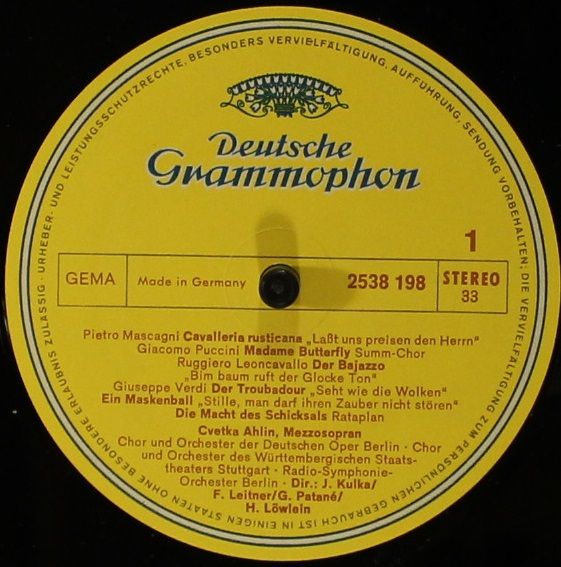 URHEBER- UND LEISTUNGSSCHUTZRECHTE, BESONDERS VERVIELFÄLTIGUNG, AUFFÜHRUNG, SENDUNG VORBEHALTEN; DIE VERVIELFÄLTIGUNG ZUM PERSÖNLICHEN GEBRAUCH IST IN EINIGEN STAATEN OHNE BESONDERE ERLAUBNIS ZULÄSSIG ·
Deutsche
Grammophon
1
GEMA Made in Germany 2538 198 STEREO
33
Pietro Mascagni Cavalleria rusticana „Laßt uns preisen den Herrn“
Giacomo Puccini Madame Butterfly Summ-Chor
Ruggiero Leoncavallo Der Bajazzo
„Bim baum ruft der Glocke Ton“
Giuseppe Verdi Der Troubadour „Seht wie die Wolken“
Ein Maskenball „Stille, man darf ihren Zauber nicht stören“
Die Macht des Schicksals Rataplan
Cvetka Ahlin, Mezzosopran
Chor und Orchester der Deutschen Oper Berlin · Chor
und Orchester des Württembergischen Staats-
theaters Stuttgart · Radio-Symphonie-
Orchester Berlin · Dir.: J. Kulka/
F. Leitner/G. Patané/
H. Löwlein